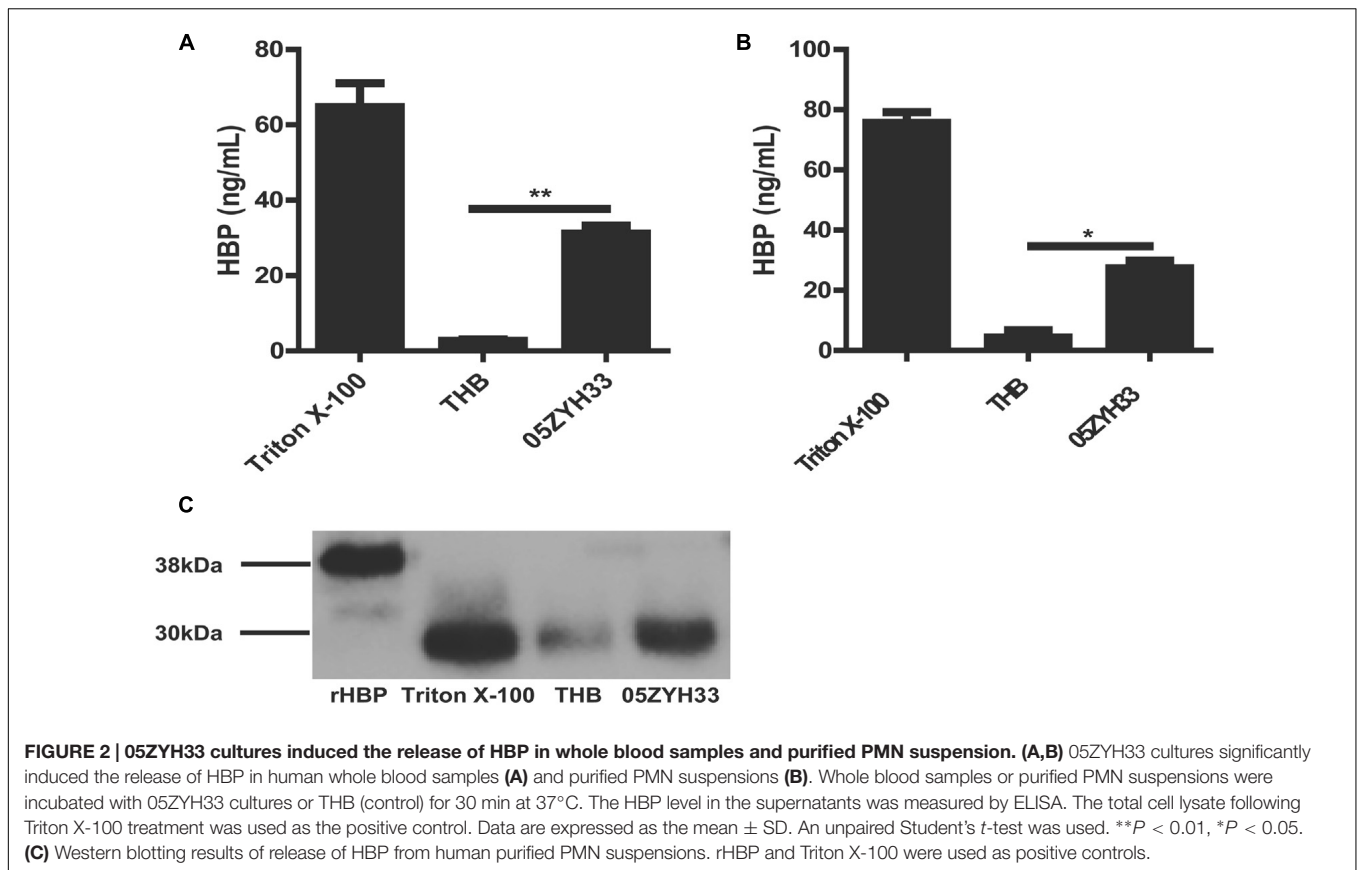 A
80
60
40
20
0
HBP (ng/mL)
**
Triton X-100
THB
05ZYH33
B
100
80
60
40
20
0
HBP (ng/mL)
*
Triton X-100
THB
05ZYH33
C
38kDa
30kDa
rHBP Triton X-100 THB 05ZYH33
FIGURE 2 | 05ZYH33 cultures induced the release of HBP in whole blood samples and purified PMN suspension. (A,B) 05ZYH33 cultures significantly
induced the release of HBP in human whole blood samples (A) and purified PMN suspensions (B). Whole blood samples or purified PMN suspensions were
incubated with 05ZYH33 cultures or THB (control) for 30 min at 37°C. The HBP level in the supernatants was measured by ELISA. The total cell lysate following
Triton X-100 treatment was used as the positive control. Data are expressed as the mean ± SD. An unpaired Student's t-test was used. **P < 0.01, *P < 0.05.
(C) Western blotting results of release of HBP from human purified PMN suspensions. rHBP and Triton X-100 were used as positive controls.